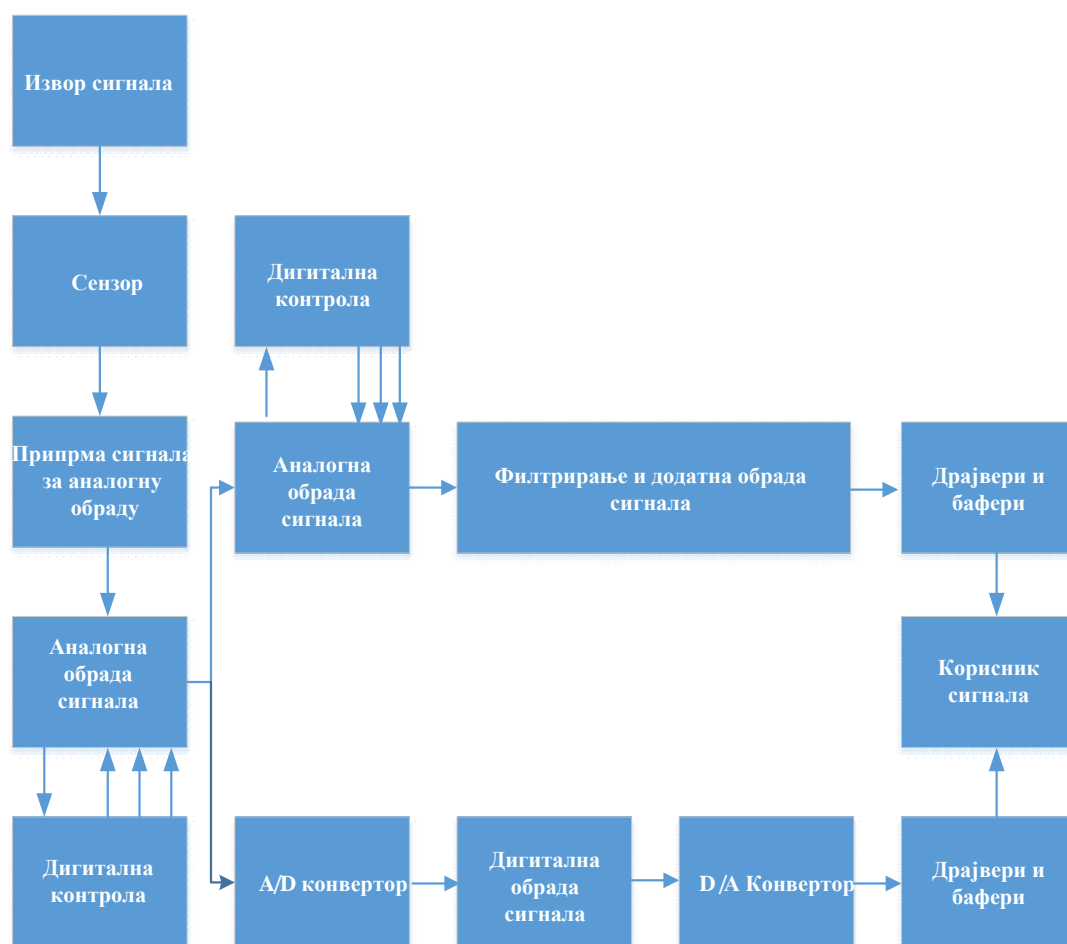 Извор сигнала
Сензор
Дигитална
контрола
Припрма сигнала
за аналогну
обраду
Аналогна
обрада
сигнала
Филтрирање и додатна обрада
сигнала
Драјвери и
бафери
Аналогна
обрада
сигнала
Корисник
сигнала
Дигитална
контрола
A/D конвертор
Дигитална
обрада
сигнала
D/A Конвертор
Драјвери и
бафери